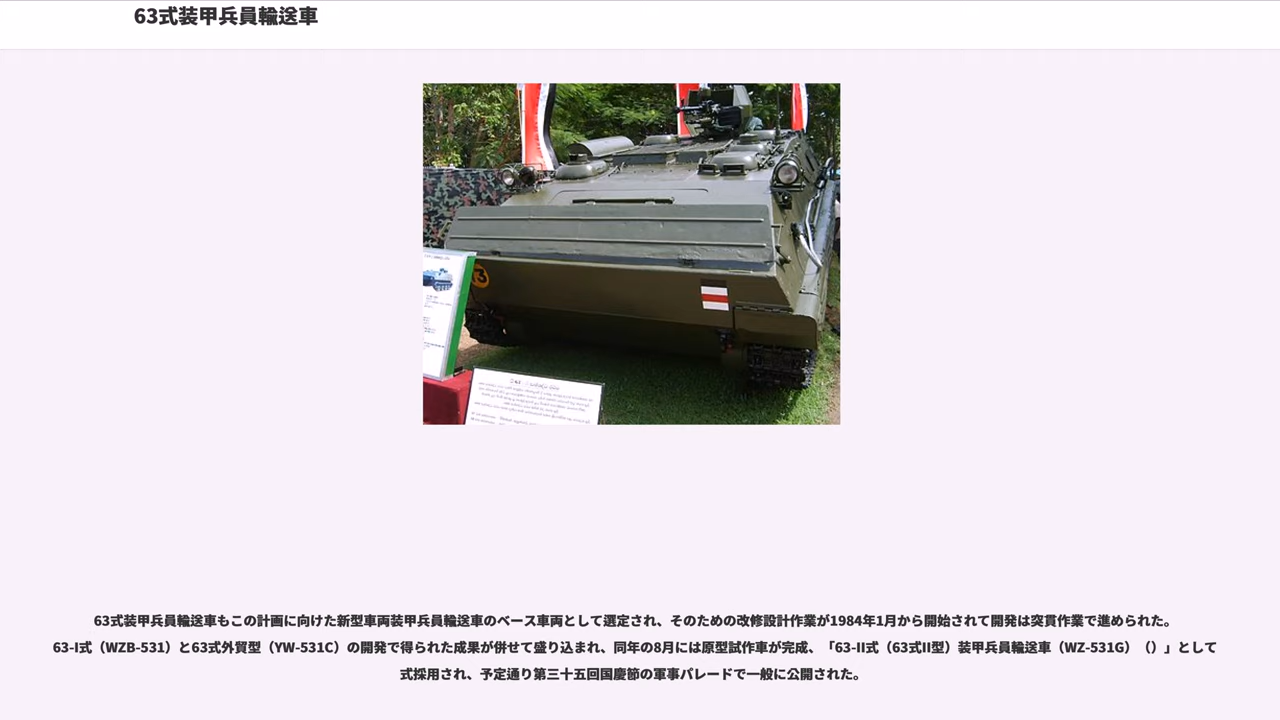 63式装甲兵員輸送車
63式装甲兵員輸送車もこの計画に向けた新型車両装甲兵員輸送車のベース車両として選定され、そのための改修設計作業が1984年1月から開始されて開発は突貫作業で進められた。
63-I式（WZB-531）と63式外貿型（YW-531C）の開発で得られた成果が併せて盛り込まれ、同年の8月には原型試作車が完成、「63-II式（63式II型）装甲兵員輸送車（WZ-531G）（）」として
式採用され、予定通り第三十五回国慶節の軍事パレードで一般に公開された。